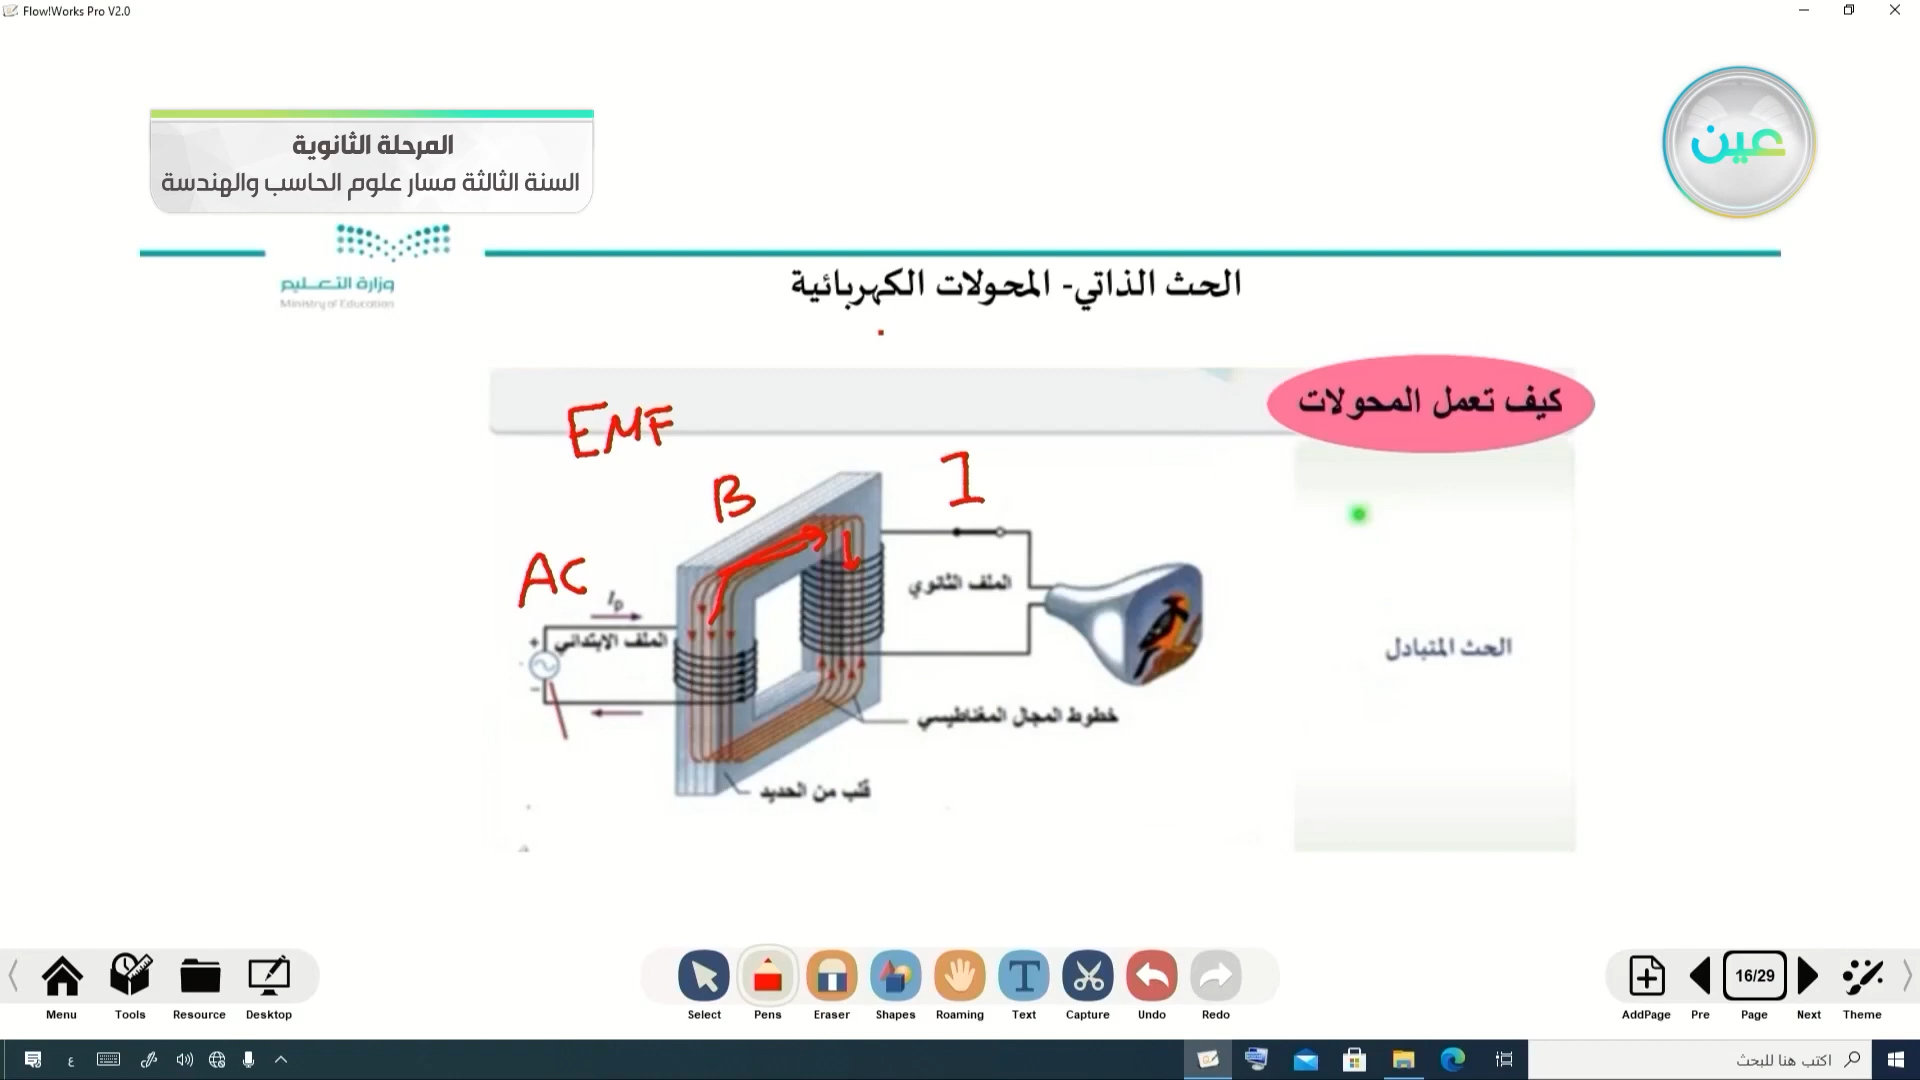 Flow!Works Pro V2.0
المرحلة الثانوية
السنة الثالثة مسار علوم الحاسب والهندسة
عين
وزارة التعليم
Ministry of Education
الحث الذاتي- المحولات الكهربائية
كيف تعمل المحولات
EMF
B
I
AC
Ip
الملف الابتدائي
+
-
الملف الثانوي
الحث المتبادل
خطوط المجال المغناطيسي
قلب من الحديد
Menu
Tools
Resource
Desktop
Select
Pens
Eraser
Shapes
Roaming
T
Text
Capture
Undo
Redo
AddPage
Pre
16/29
Page
Next
Theme
ع
اكتب هنا للبحث